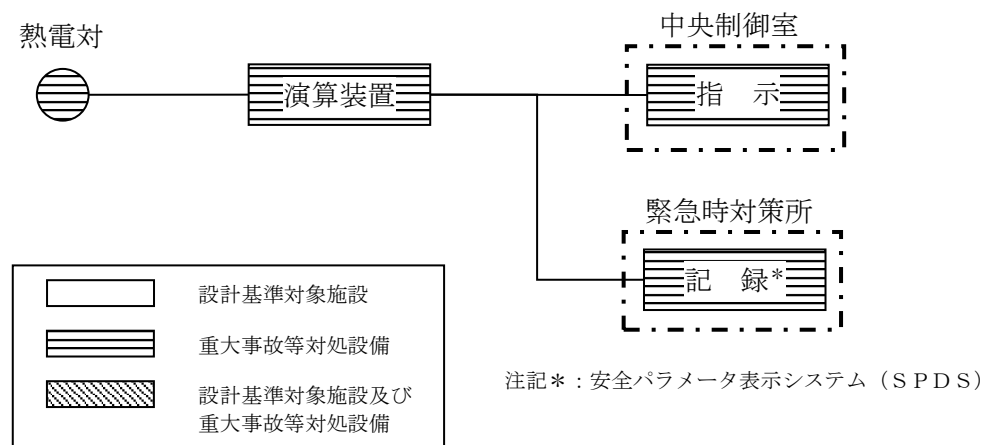 中央制御室
熱電対
演算装置
指 示
緊急時対策所
記 録*
設計基準対象施設
重大事故等対処設備
設計基準対象施設及び
重大事故等対処設備
注記＊：安全パラメータ表示システム（ＳＰＤＳ）